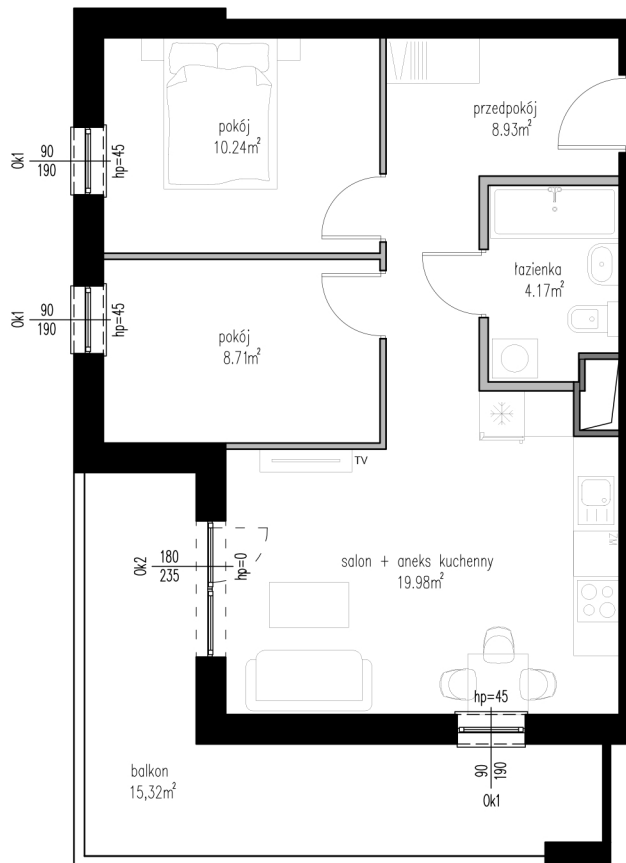 pokój
10.24m²
przedpokój
8.93m²
Ok1
90
190
hp=45
łazienka
4.17m²
Ok1
90
190
hp=45
pokój
8.71m²
TV
Ok2
180
235
hp=0
salon + aneks kuchenny
19.98m²
ZM
hp=45
90
190
Ok1
balkon
15,32m²